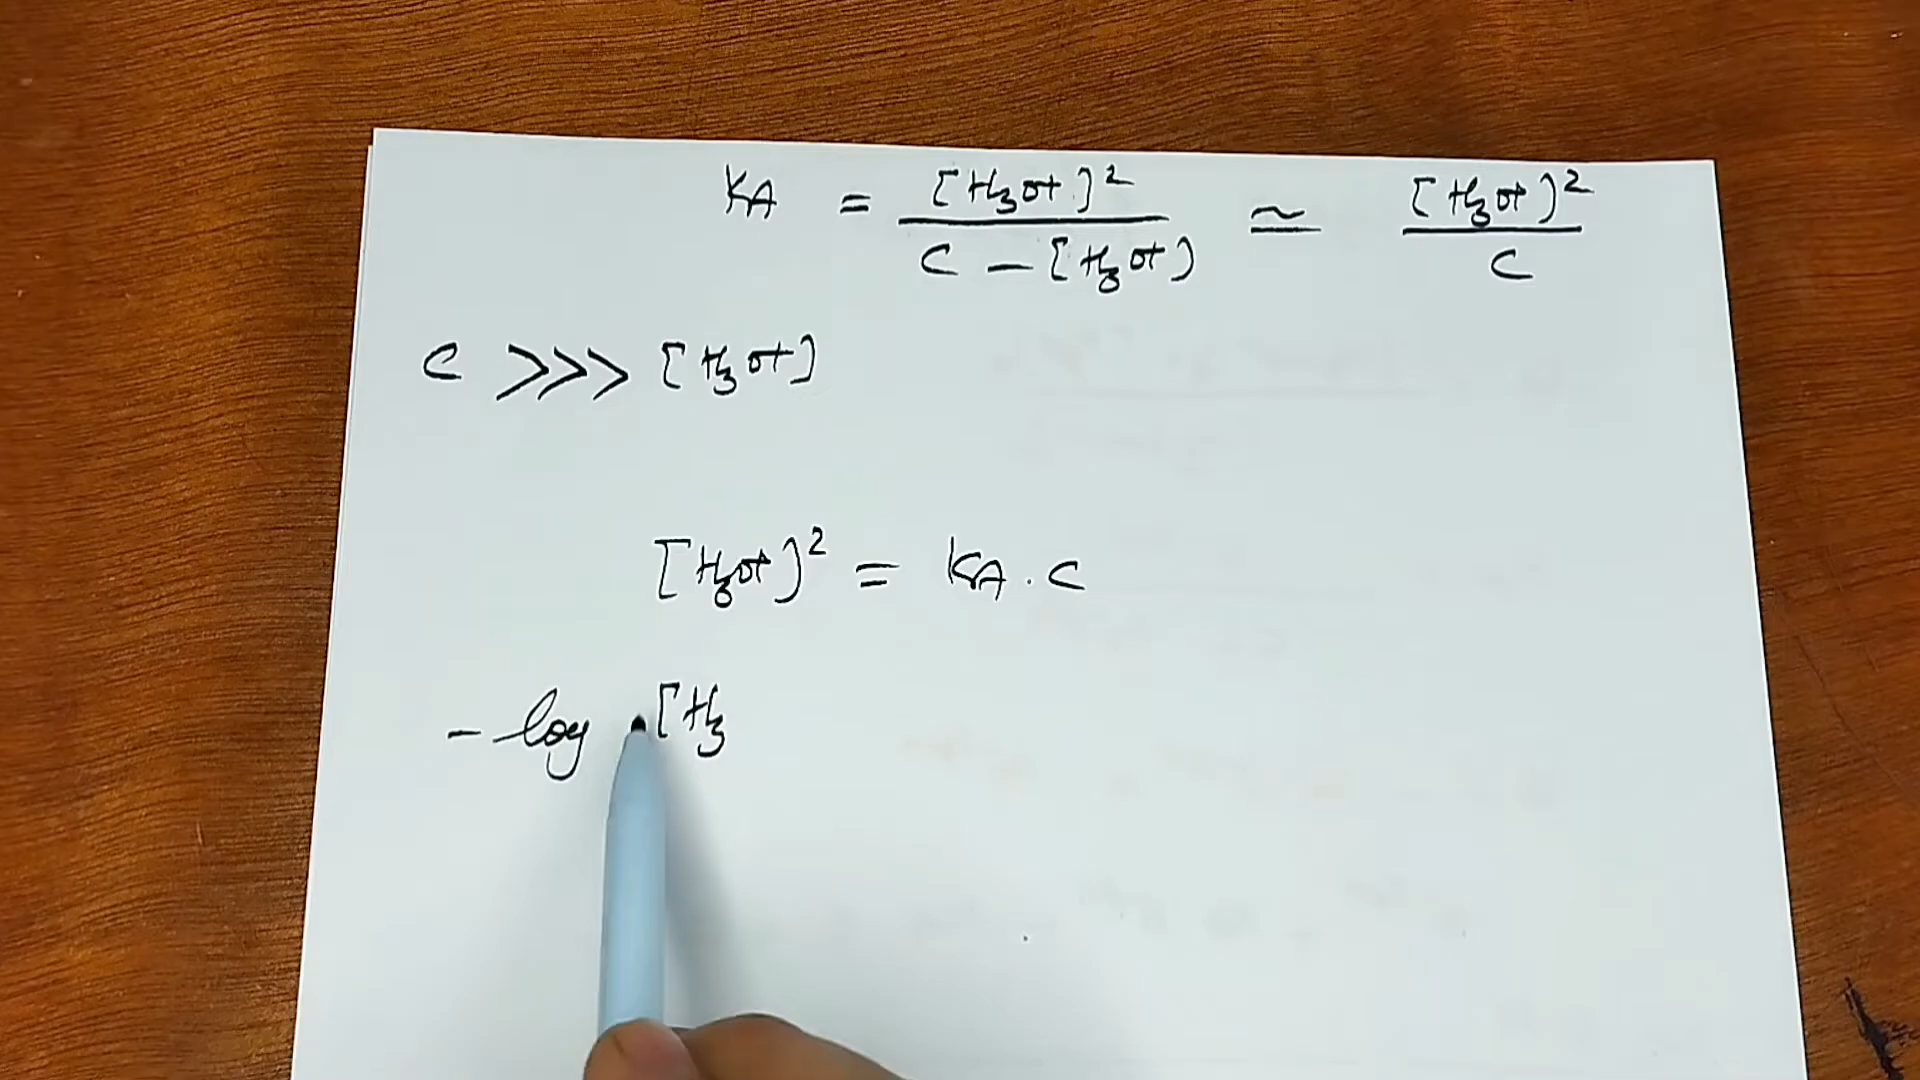 KA = [H₃O+]² / C − [H₃O+] ≃ [H₃O+]² / C
C >>> [H₃O+]
[H₃O+]² = KA . C
− log [H₃